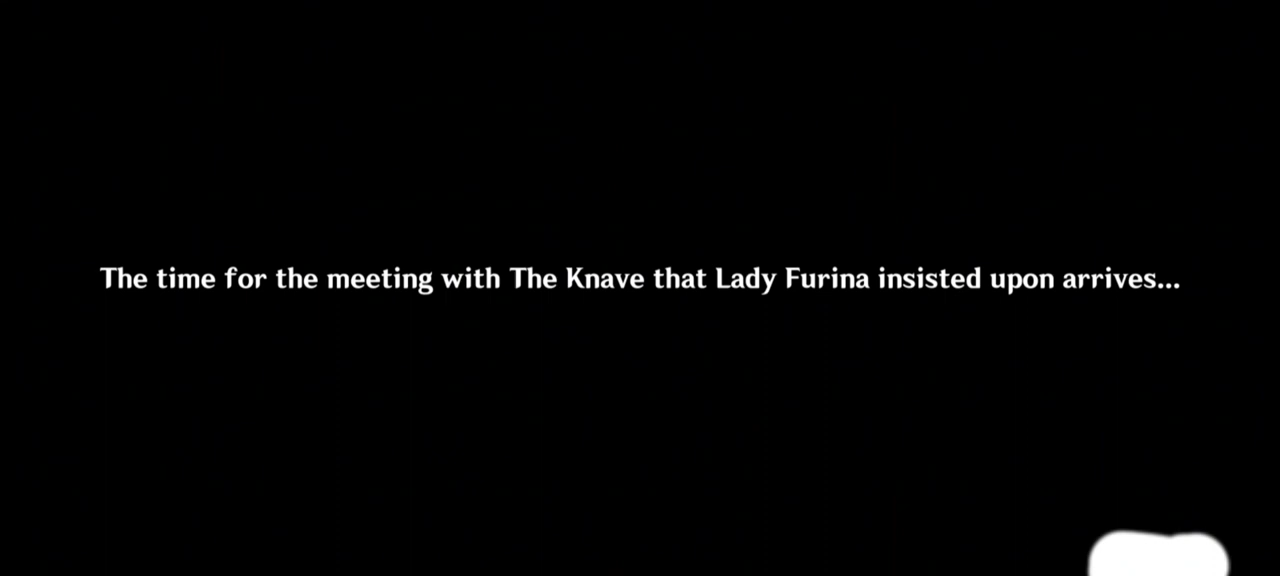 The time for the meeting with The Knave that Lady Furina insisted upon arrives...